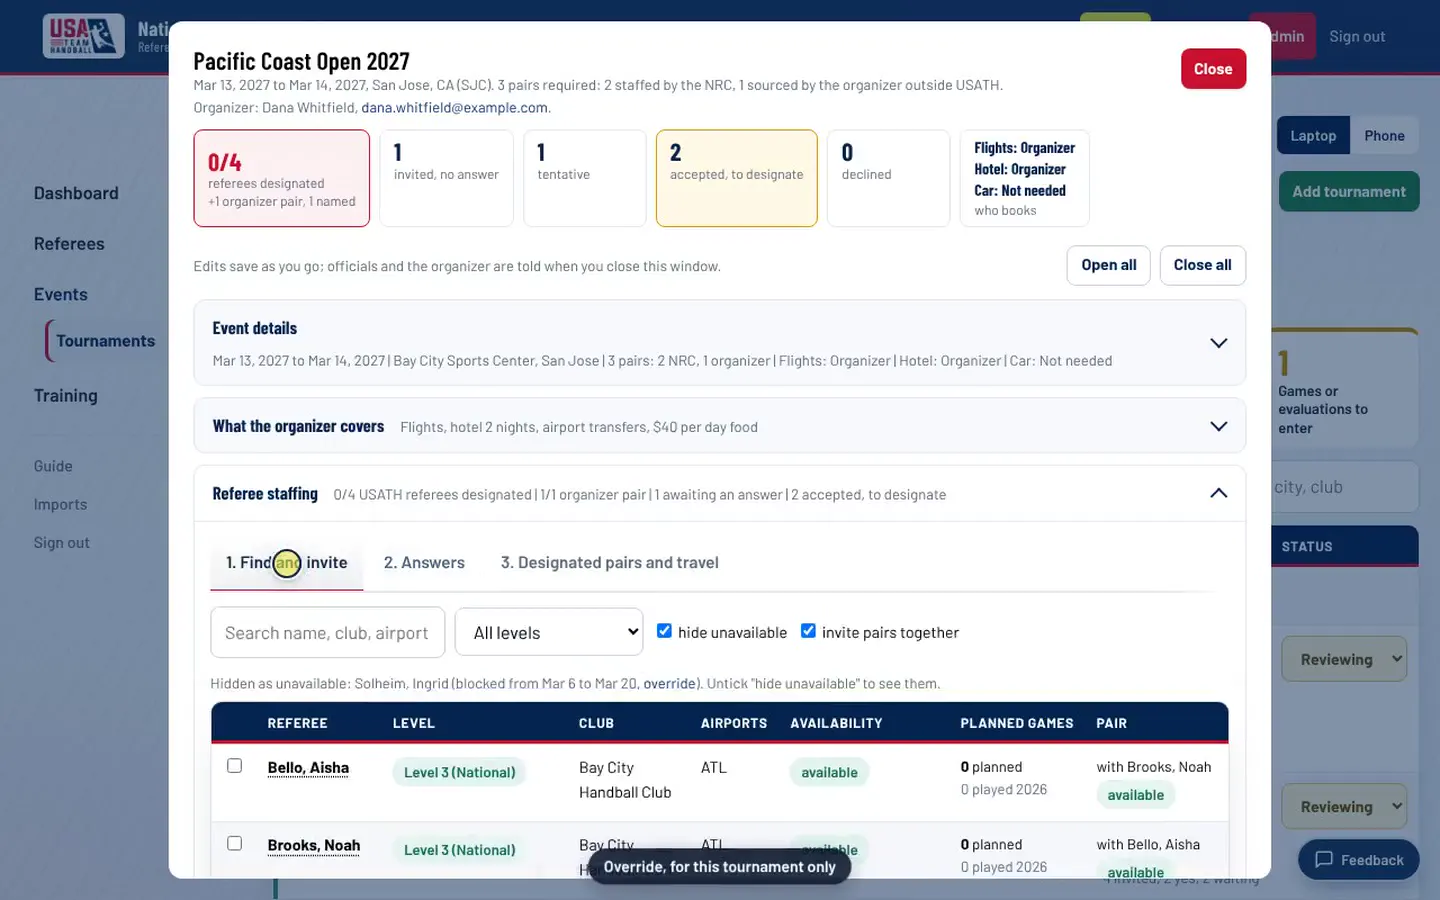 USA
TEAM
HANDBALL
Nati
Refere
dmin
Sign out
Pacific Coast Open 2027
Close
Mar 13, 2027 to Mar 14, 2027, San Jose, CA (SJC). 3 pairs required: 2 staffed by the NRC, 1 sourced by the organizer outside USATH.
Organizer: Dana Whitfield, dana.whitfield@example.com.
0/4
referees designated
+1 organizer pair, 1 named
1
invited, no answer
1
tentative
2
accepted, to designate
0
declined
Flights: Organizer
Hotel: Organizer
Car: Not needed
who books
Laptop
Phone
Add tournament
Dashboard
Referees
Events
Tournaments
Training
Guide
Imports
Sign out
Edits save as you go; officials and the organizer are told when you close this window.
Open all
Close all
Event details
Mar 13, 2027 to Mar 14, 2027 | Bay City Sports Center, San Jose | 3 pairs: 2 NRC, 1 organizer | Flights: Organizer | Hotel: Organizer | Car: Not needed
1
Games or
evaluations to
enter
What the organizer covers Flights, hotel 2 nights, airport transfers, $40 per day food
Referee staffing 0/4 USATH referees designated | 1/1 organizer pair | 1 awaiting an answer | 2 accepted, to designate
city, club
STATUS
1. Find and invite
2. Answers
3. Designated pairs and travel
Search name, club, airport
All levels
hide unavailable
invite pairs together
Hidden as unavailable: Solheim, Ingrid (blocked from Mar 6 to Mar 20, override). Untick "hide unavailable" to see them.
Reviewing
REFEREE LEVEL CLUB AIRPORTS AVAILABILITY PLANNED GAMES PAIR
Bello, Aisha
Level 3 (National)
Bay City
Handball Club
ATL
available
0 planned
0 played 2026
with Brooks, Noah
available
Brooks, Noah
Level 3 (National)
Bay City
ATL
available
0 planned
0 played 2026
with Bello, Aisha
available
Reviewing
Override, for this tournament only
Feedback
4 invited, 2 yes, 2 waiting